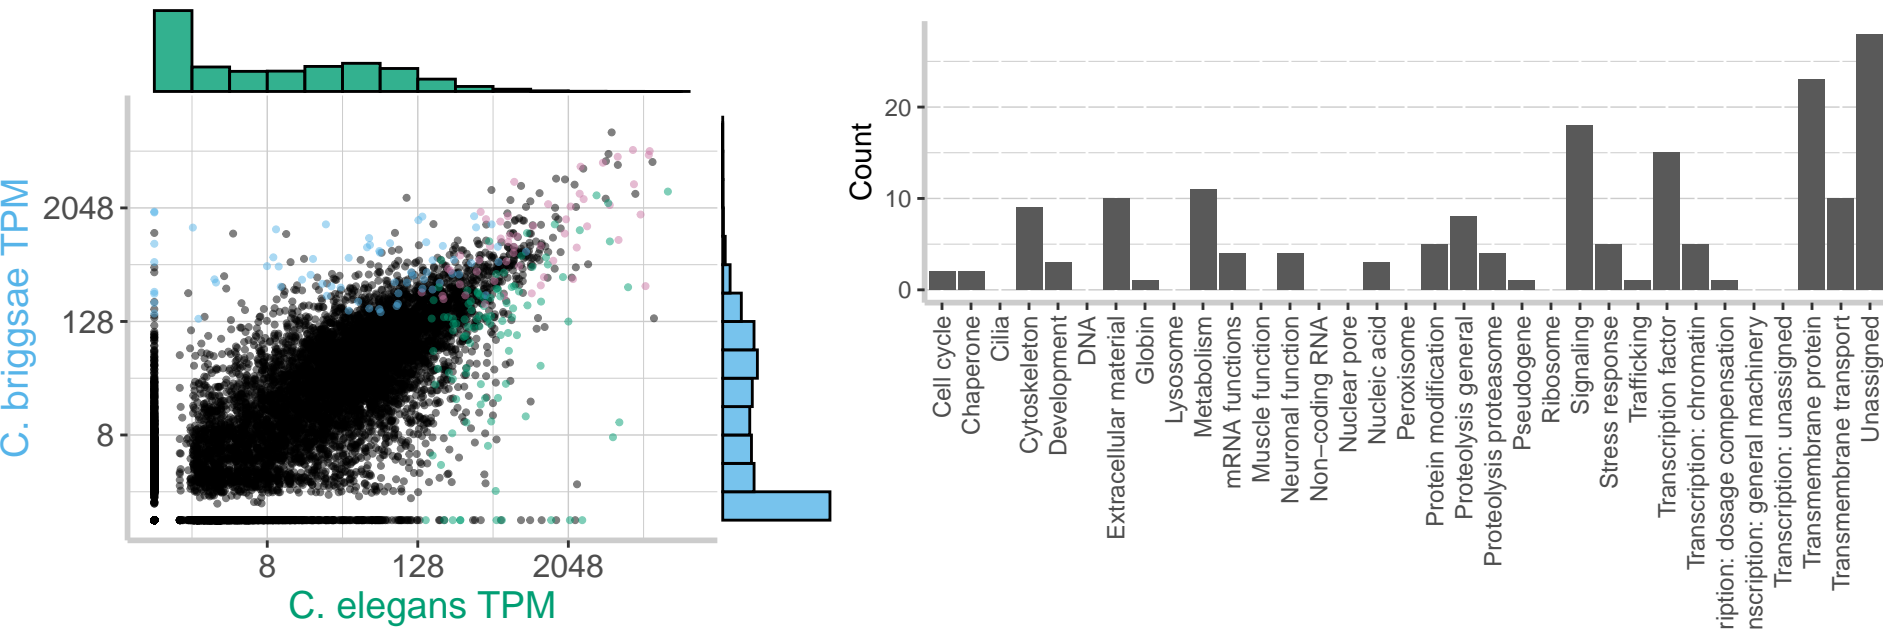 C. briggsae TPM
2048
128
8
8
128
2048
C. elegans TPM
Count
20
10
0
Cell cycle
Chaperone
Cilia
Cytoskeleton
Development
DNA
Extracellular material
Globin
Lysosome
Metabolism
mRNA functions
Muscle function
Neuronal function
Non−coding RNA
Nuclear pore
Nucleic acid
Peroxisome
Protein modification
Proteolysis general
Proteolysis proteasome
Pseudogene
Ribosome
Signaling
Stress response
Trafficking
Transcription factor
Transcription: chromatin
ription: dosage compensation
nscription: general machinery
Transcription: unassigned
Transmembrane protein
Transmembrane transport
Unassigned